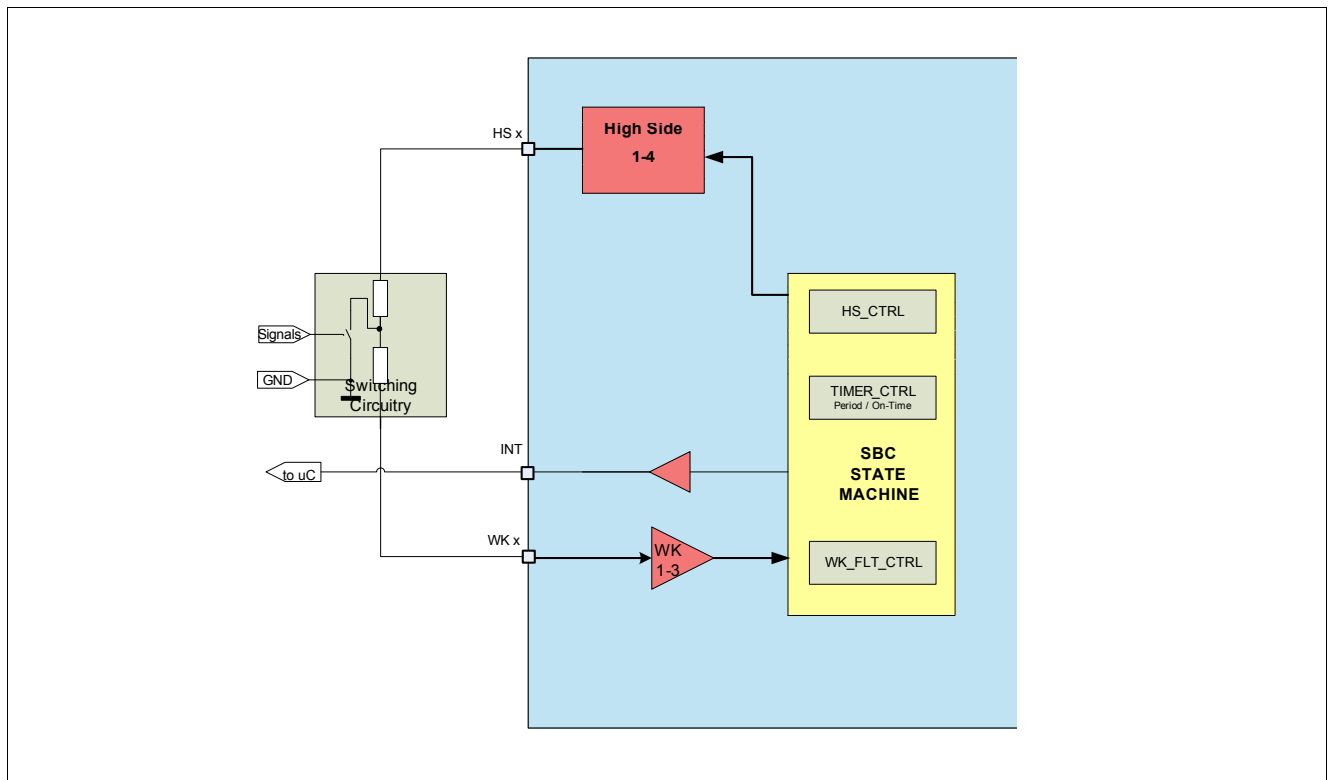 HS x
High Side
1-4
HS_CTRL
Signals
GND
Switching
Circuitry
TIMER_CTRL
Period / On-Time
SBC
STATE
MACHINE
INT
to uC
WK x
WK
1-3
WK_FLT_CTRL